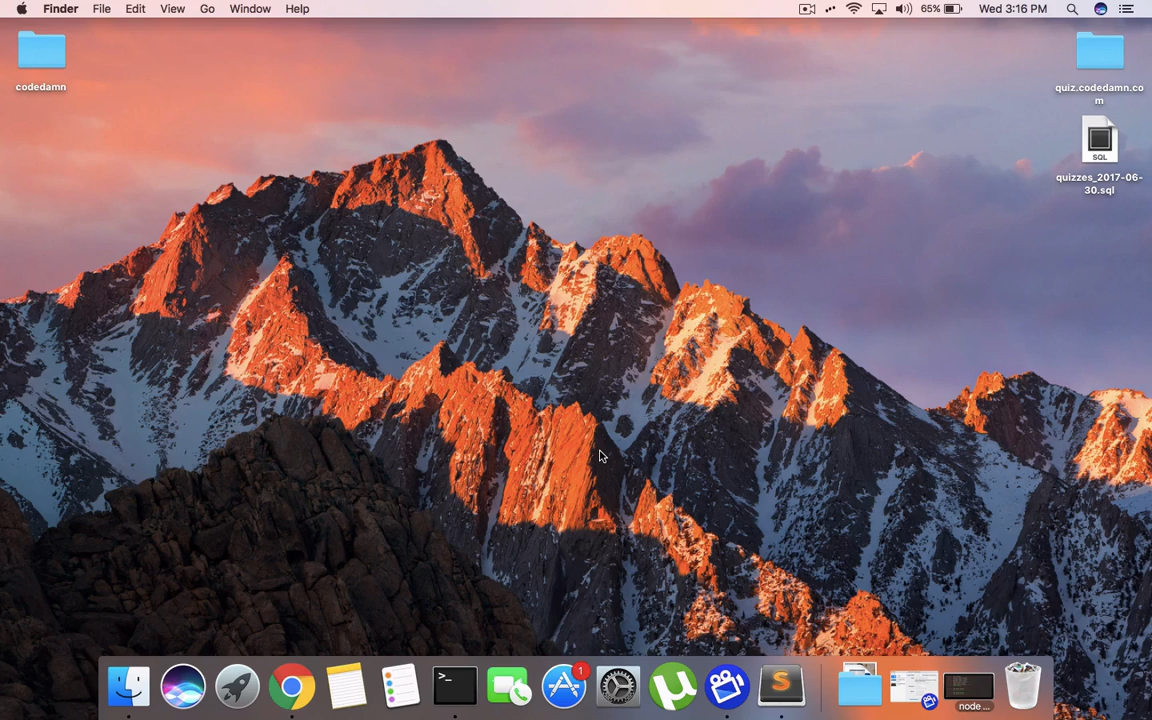 Finder File Edit View Go Window Help 65% Wed 3:16 PM
codedamn
quiz.codedamn.co
m
SQL
quizzes_2017-06-
30.sql
>_
1
µ
S
node ...